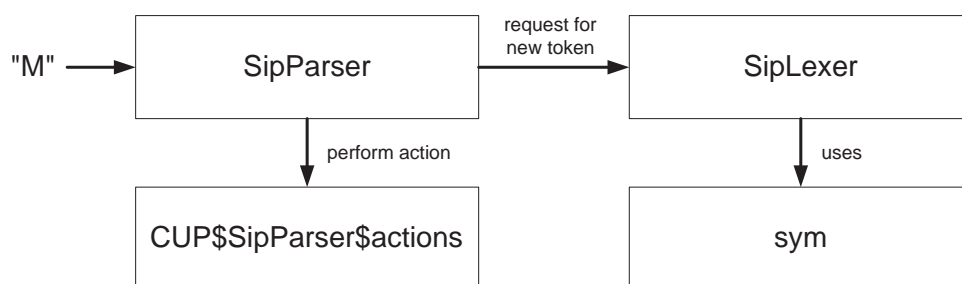 request for
new token
"M"
SipParser
SipLexer
perform action
uses
CUP$SipParser$actions
sym